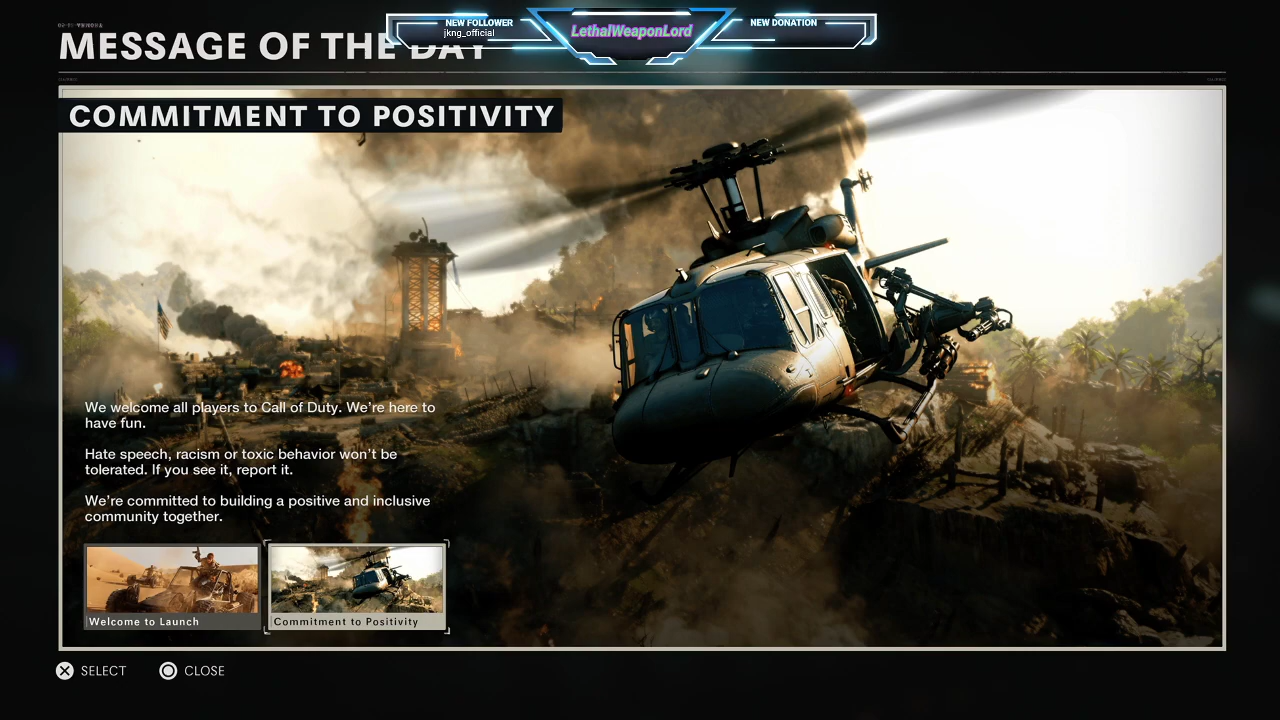 NEW FOLLOWER
jkng_official
LethalWeaponLord
NEW DONATION
MESSAGE OF THE DAY
COMMITMENT TO POSITIVITY
We welcome all players to Call of Duty. We're here to
have fun.
Hate speech, racism or toxic behavior won't be
tolerated. If you see it, report it.
We're committed to building a positive and inclusive
community together.
Welcome to Launch
Commitment to Positivity
SELECT
CLOSE